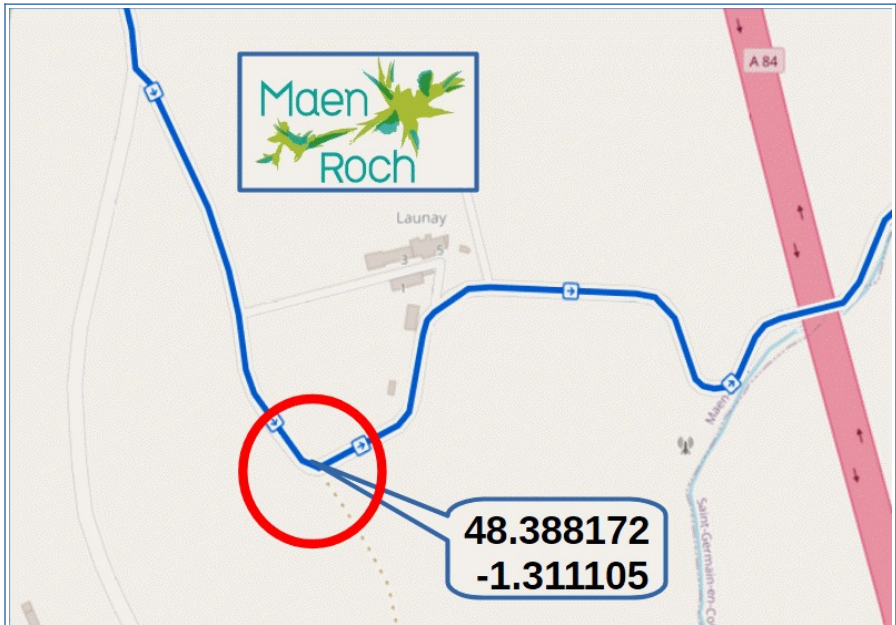 A 84
Maen
Roch
Launay
3
5
1
Maen
48.388172
-1.311105
Saint-Germain-en-Co